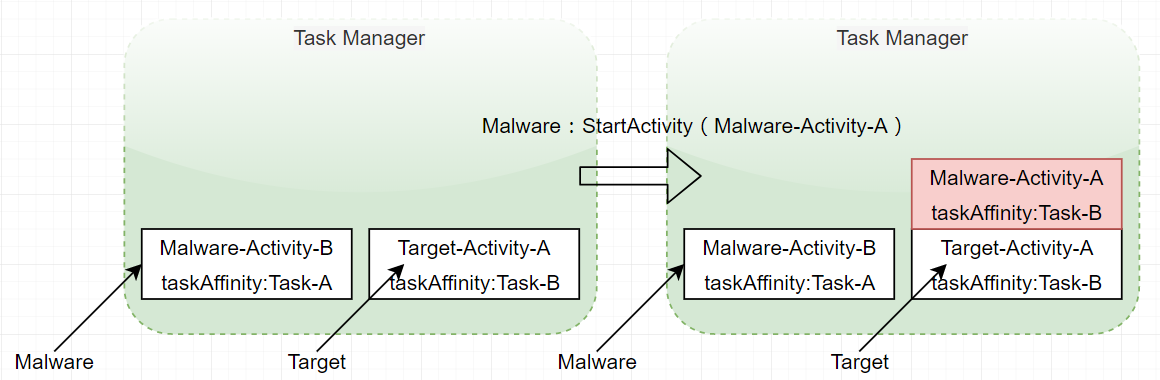 Task Manager
Task Manager
Malware：StartActivity（Malware-Activity-A）
Malware-Activity-A
taskAffinity:Task-B
Malware-Activity-B
taskAffinity:Task-A
Target-Activity-A
taskAffinity:Task-B
Malware-Activity-B
taskAffinity:Task-A
Target-Activity-A
taskAffinity:Task-B
Malware
Target
Malware
Target